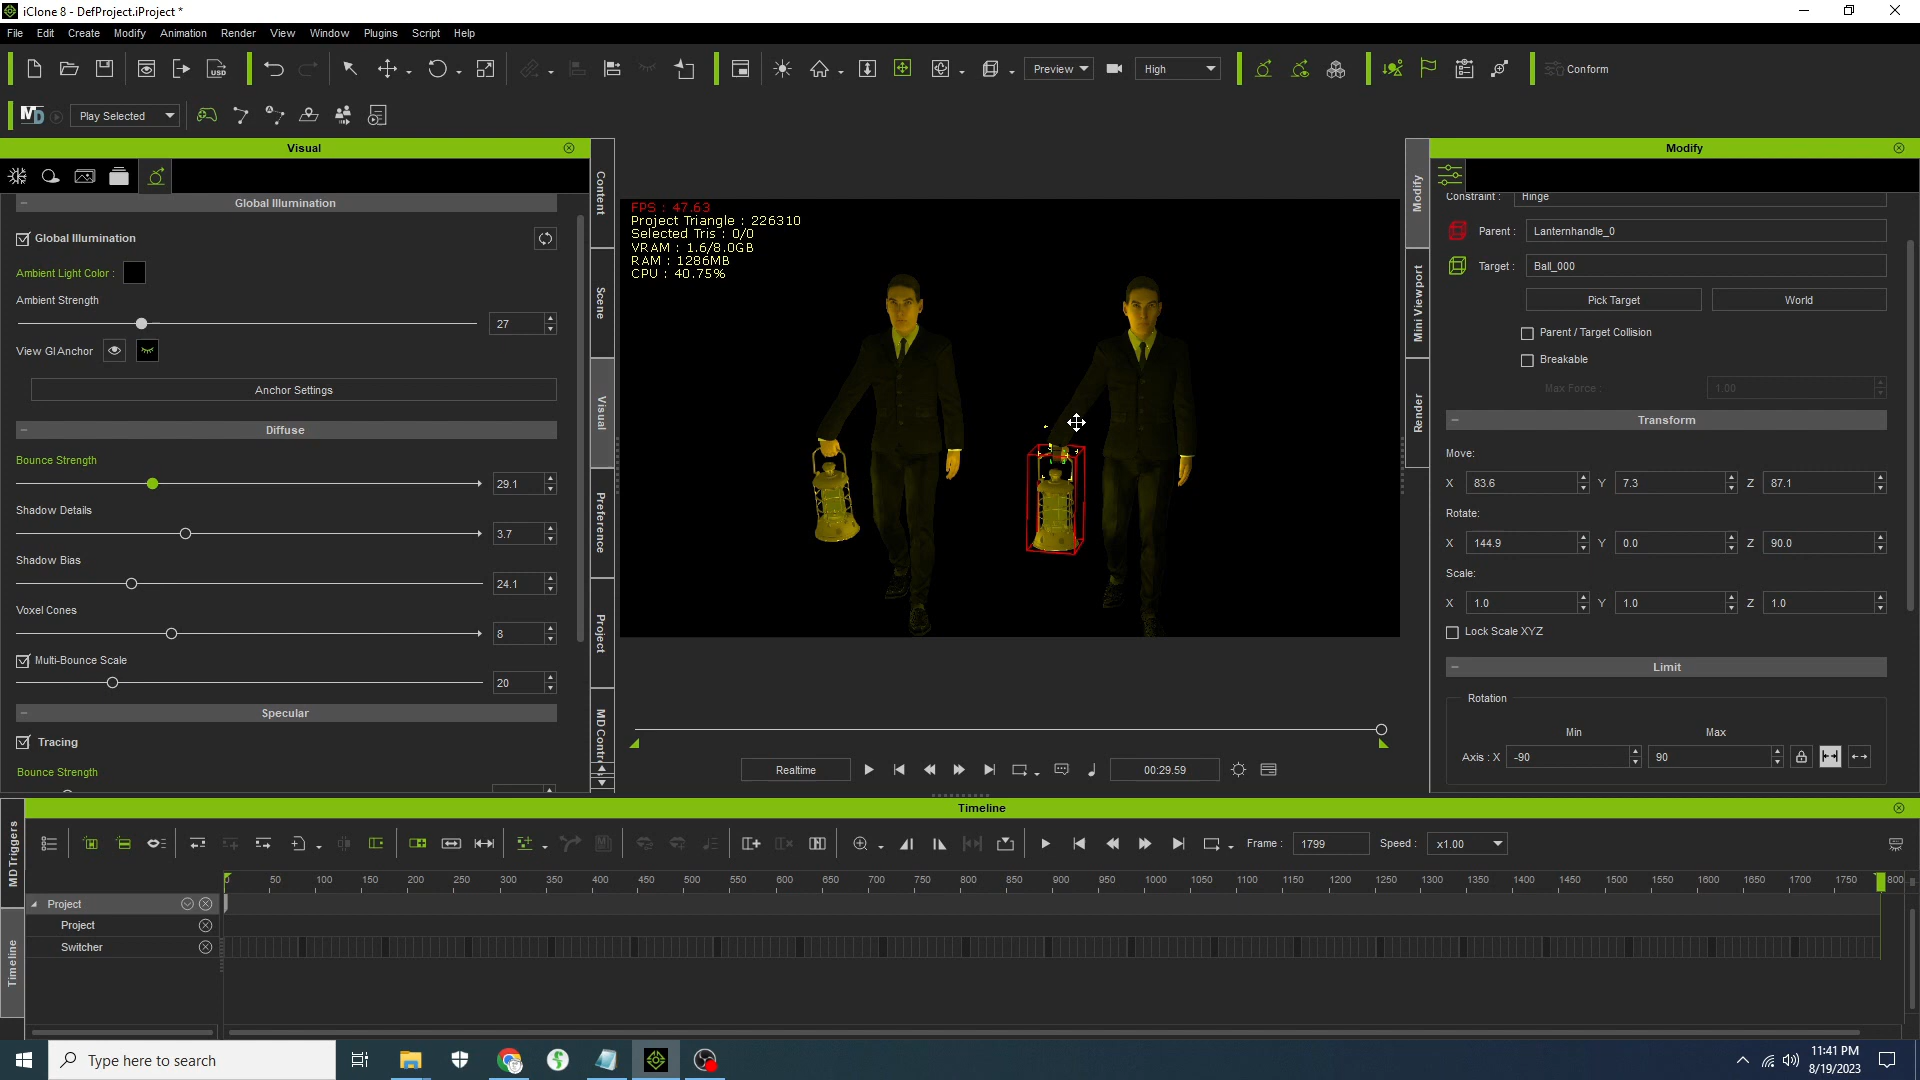 iClone 8 - DefProject.iProject *
File Edit Create Modify Animation Render View Window Plugins Script Help
USD
Preview High Conform
MD Play Selected
Visual
Global Illumination
Global Illumination
Ambient Light Color :
Ambient Strength
27
View GI Anchor
Anchor Settings
Diffuse
Bounce Strength
29.1
Shadow Details
3.7
Shadow Bias
24.1
Voxel Cones
8
Multi-Bounce Scale
20
Specular
Tracing
Bounce Strength
Content
Scene
Visual
Preference
Project
FPS : 47.63
Project Triangle : 226310
Selected Tris : 0/0
VRAM : 1.6/8.0GB
RAM : 1286MB
CPU : 40.75%
Realtime 00:29.59
Modify
Mini Viewport
Render
Modify
Constraint : Hinge
Parent : Lanternhandle_0
Target : Ball_000
Pick Target World
Parent / Target Collision
Breakable
Max Force : 1.00
Transform
Move:
X 83.6 Y 7.3 Z 87.1
Rotate:
X 144.9 Y 0.0 Z 90.0
Scale:
X 1.0 Y 1.0 Z 1.0
Lock Scale XYZ
Limit
Rotation
Min Max
Axis : X -90 90
Timeline
MD Triggers
Timeline
Frame : 1799 Speed : x1.00
0 50 100 150 200 250 300 350 400 450 500 550 600 650 700 750 800 850 900 950 1000 1050 1100 1150 1200 1250 1300 1350 1400 1450 1500 1550 1600 1650 1700 1750 800
Project
Project
Switcher
Type here to search
11:41 PM
8/19/2023